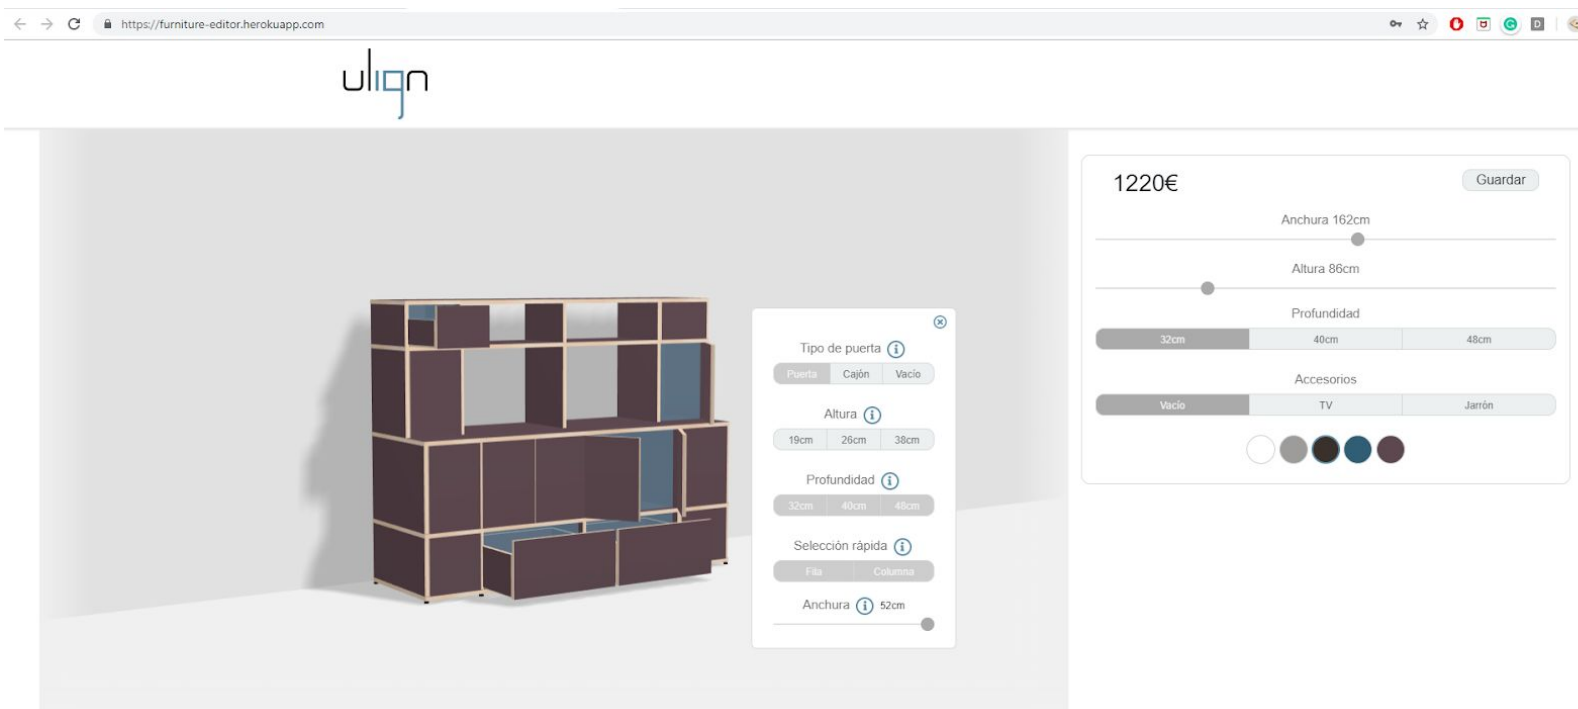 https://furniture-editor.herokuapp.com
ulign
1220€
Guardar
Anchura 162cm
Altura 86cm
Profundidad
32cm 40cm 48cm
Accesorios
Vacío TV Jarrón
Tipo de puerta
Puerta Cajón Vacío
Altura
19cm 26cm 38cm
Profundidad
32cm 40cm 48cm
Selección rápida
Fila Columna
Anchura 52cm